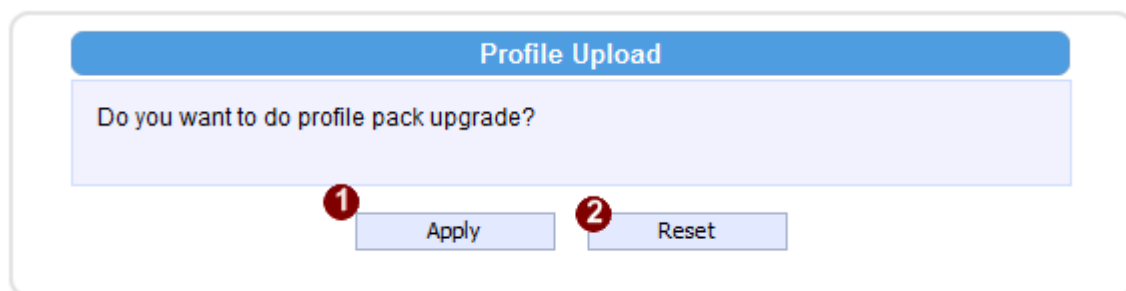 Profile Upload
Do you want to do profile pack upgrade?
1 Apply 2 Reset